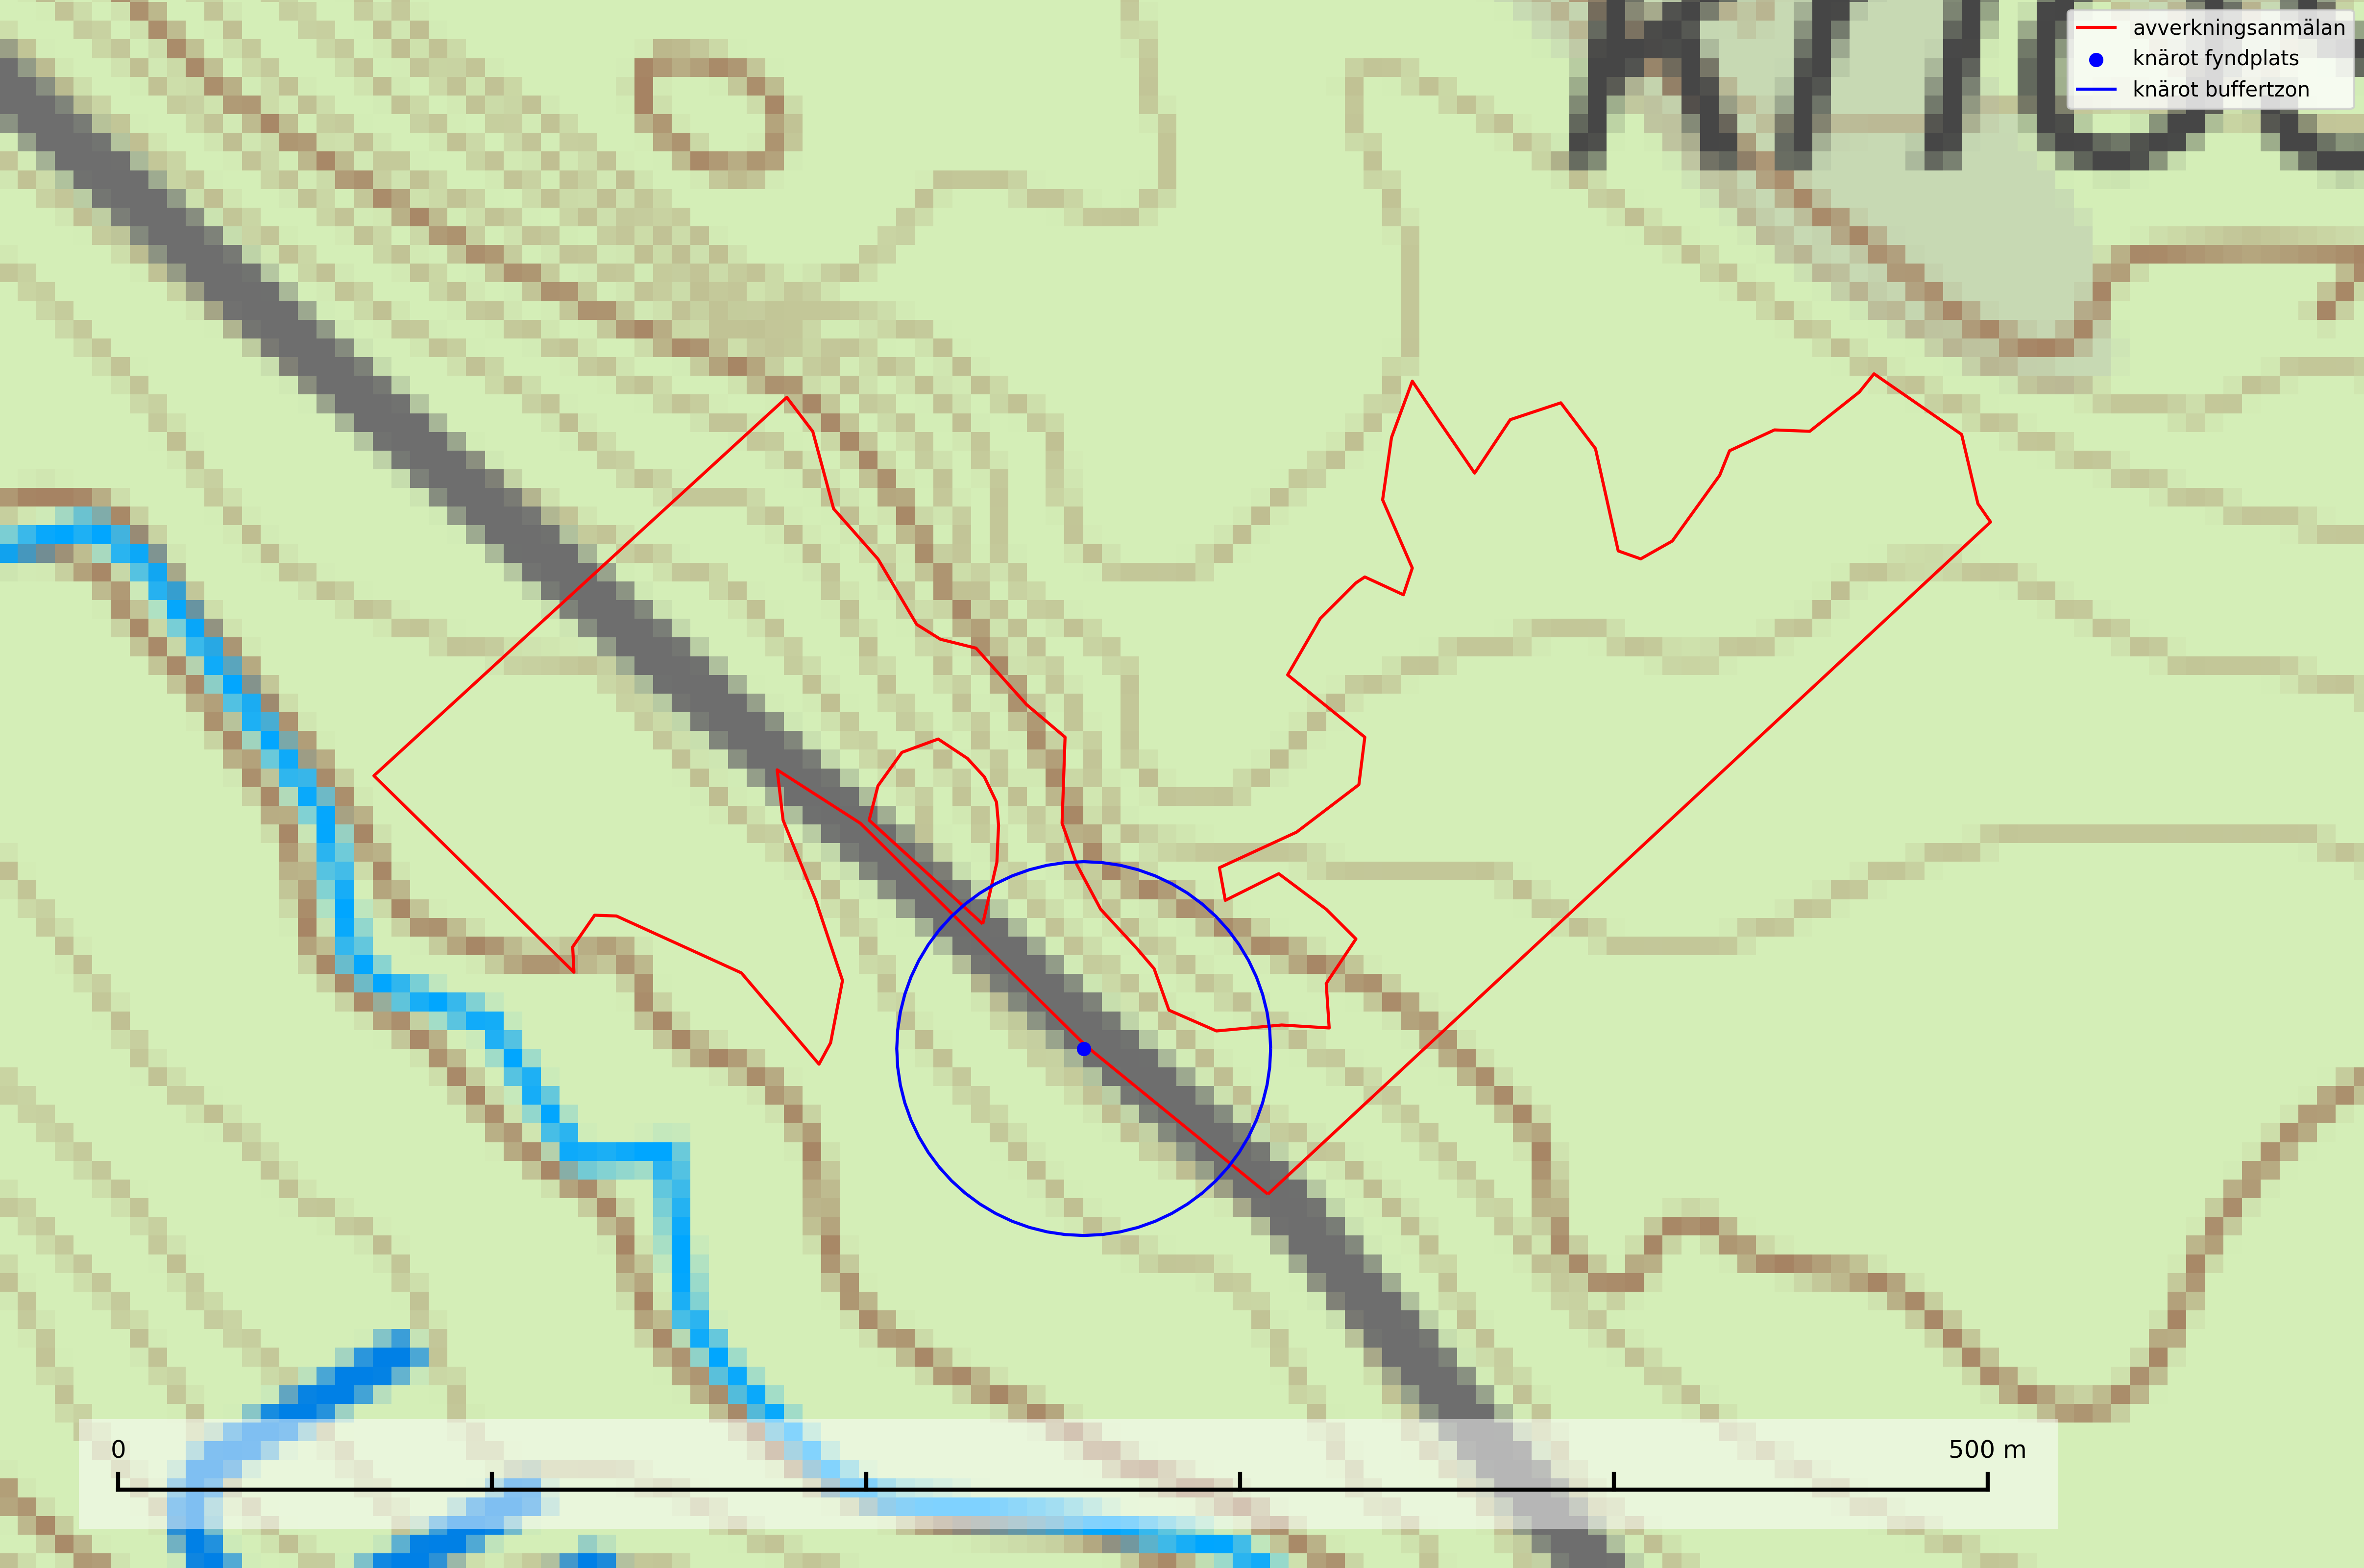 avverkningsanmälan
knärot fyndplats
knärot buffertzon
0 500 m